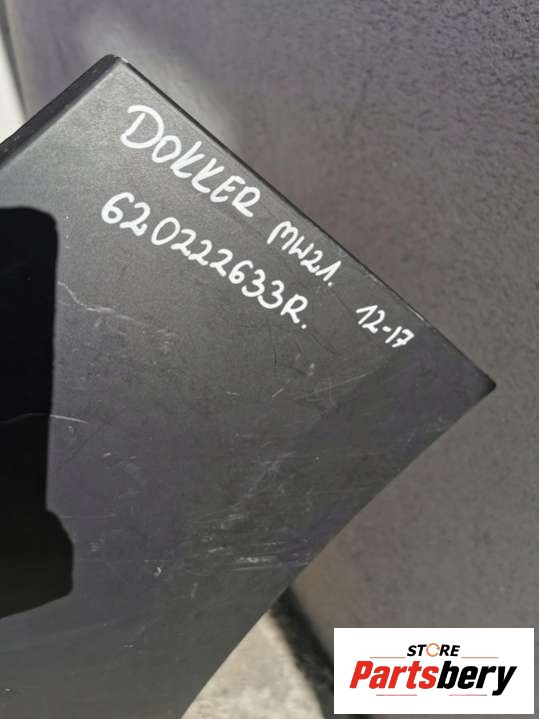 DOKKER MW21. 12-17
620222633R.
STORE
Partsbery